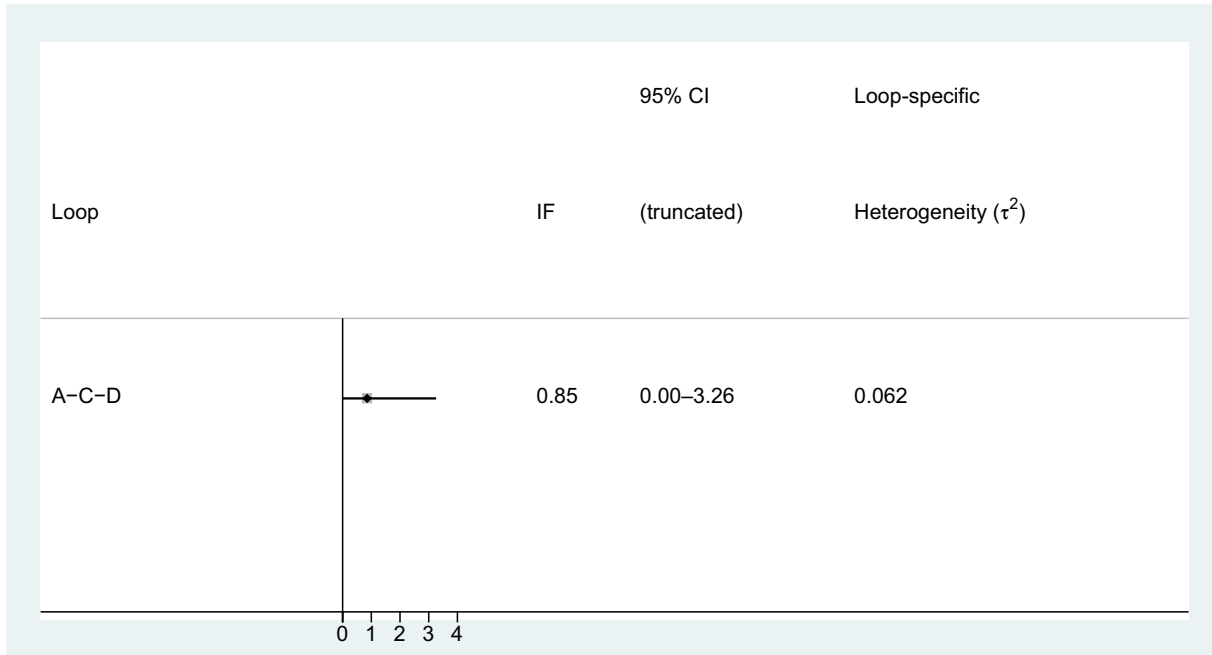 95% CI Loop-specific
Loop IF (truncated) Heterogeneity (τ²)
A−C−D 0.85 0.00–3.26 0.062
0 1 2 3 4